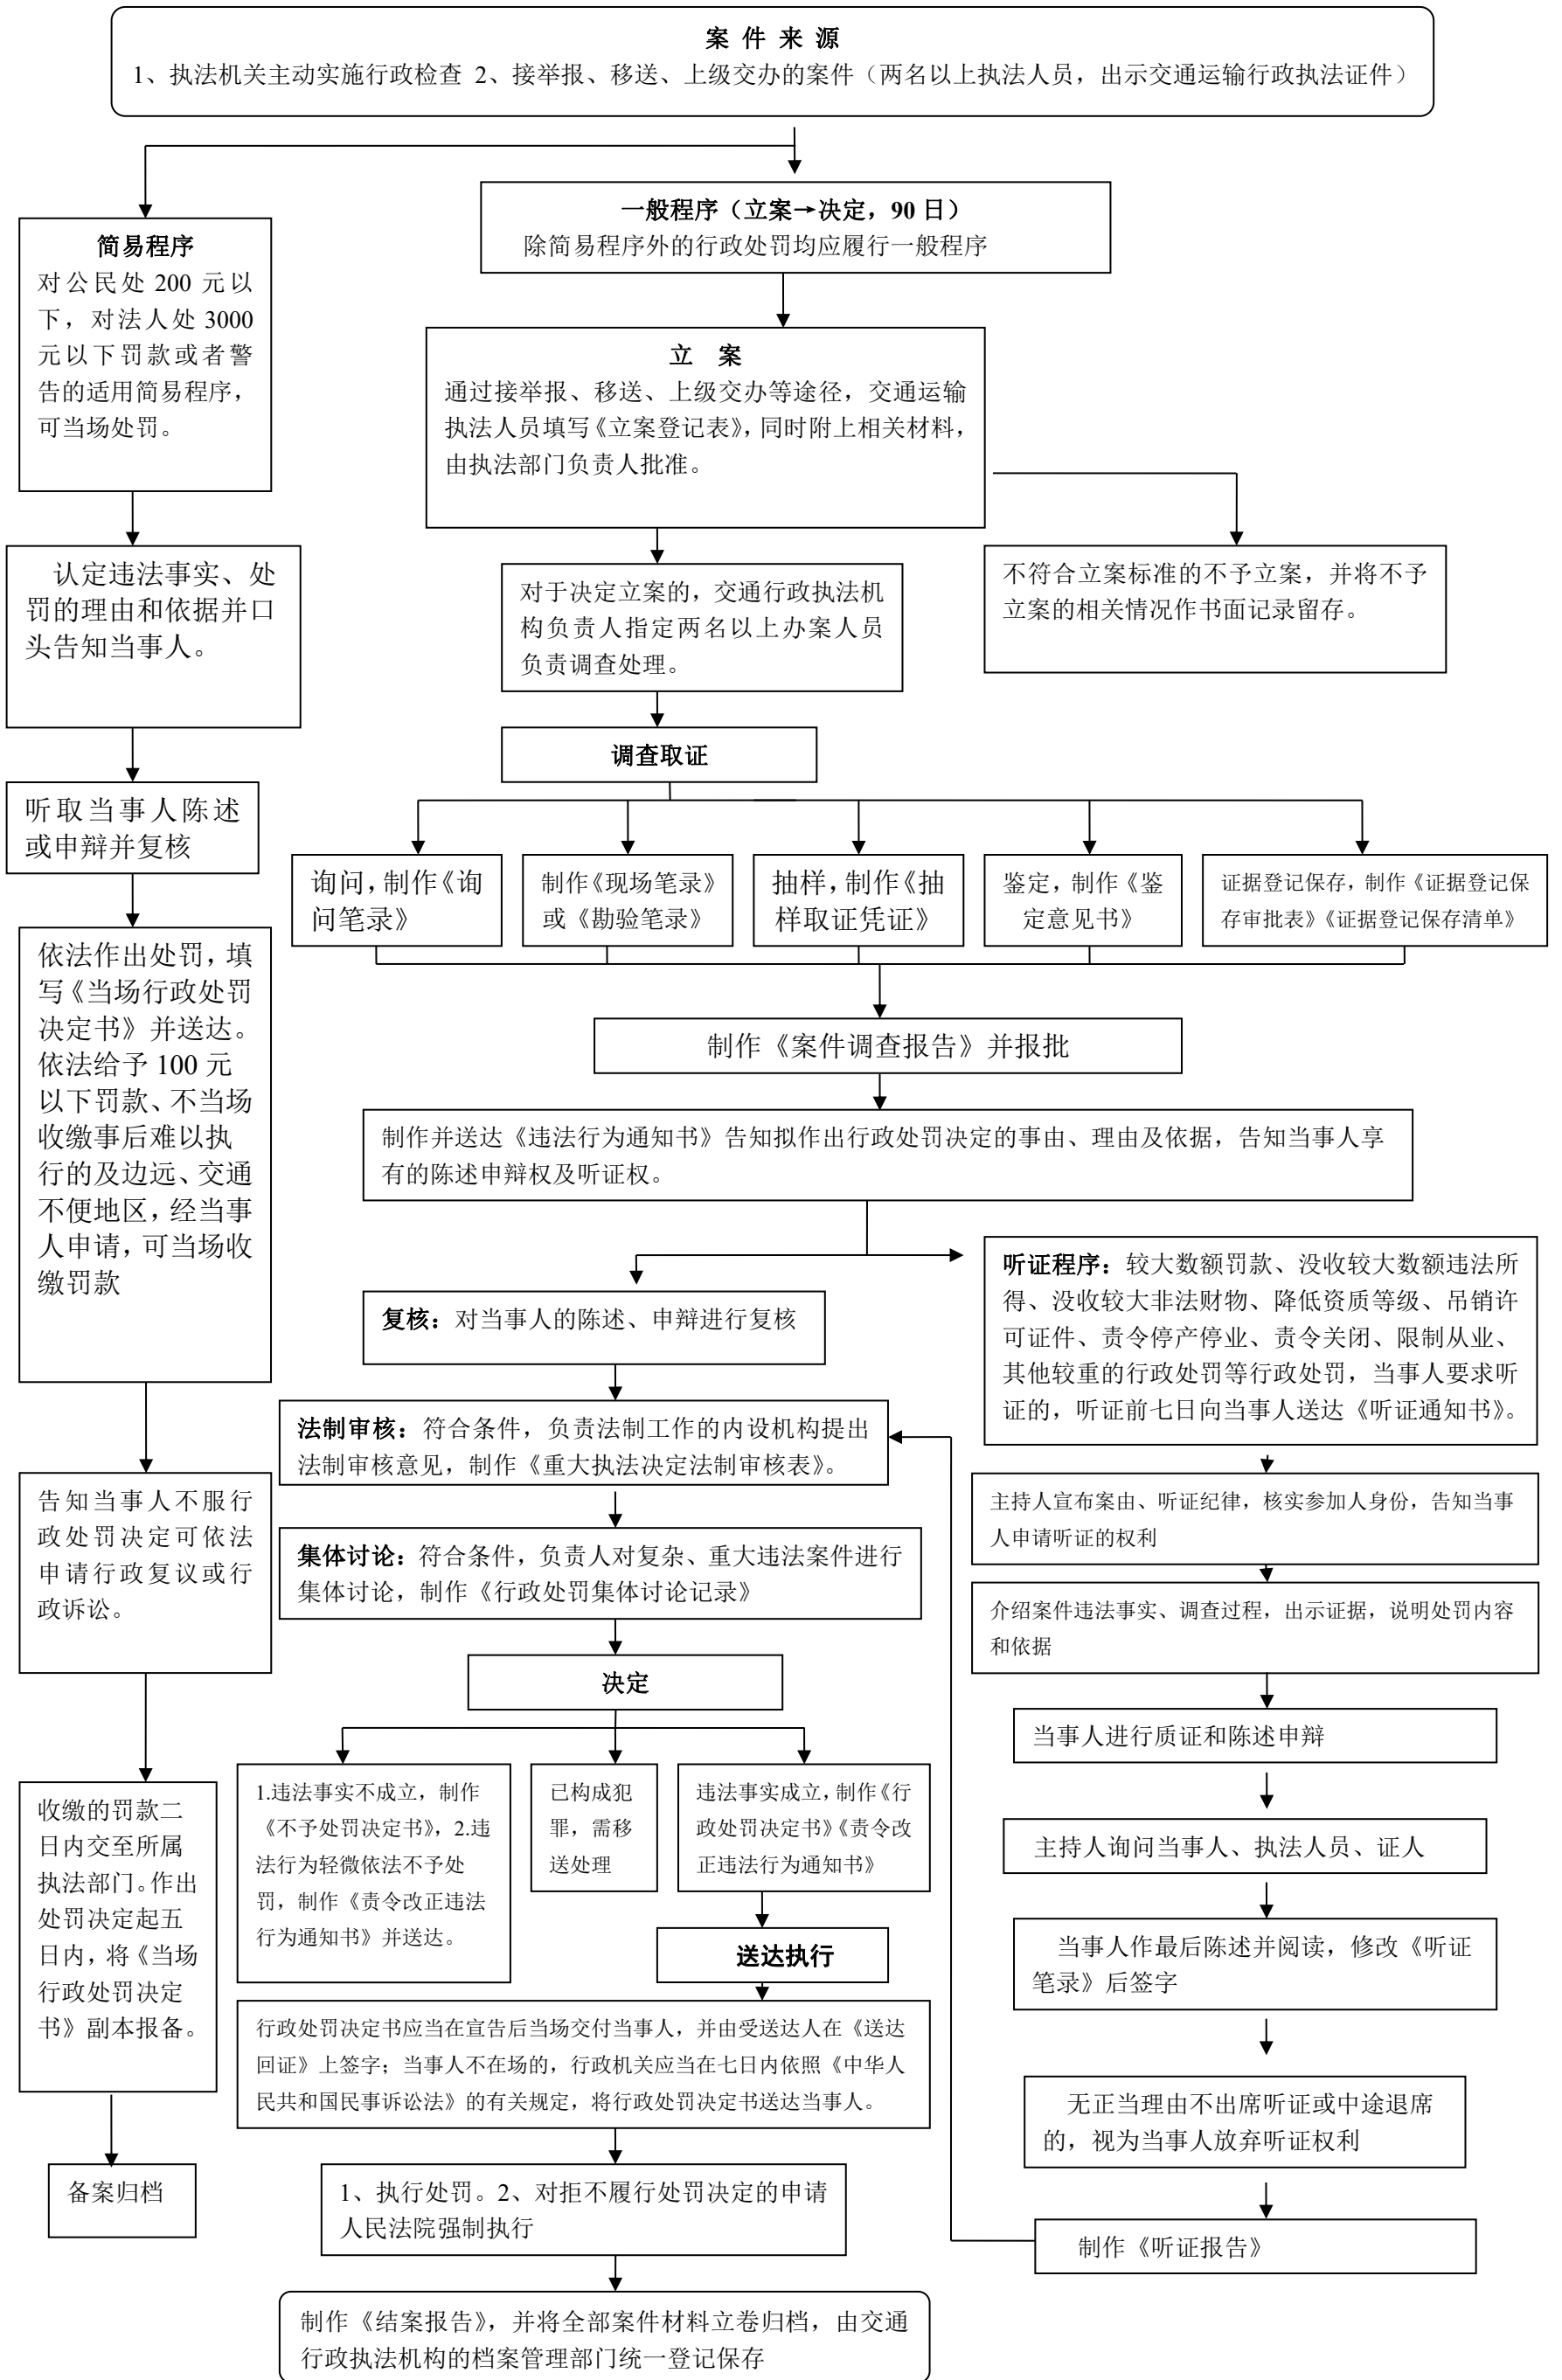 案 件 来 源
1、执法机关主动实施行政检查 2、接举报、移送、上级交办的案件（两名以上执法人员，出示交通运输行政执法证件）
一般程序（立案→决定，90 日）
除简易程序外的行政处罚均应履行一般程序
简易程序
对公民处 200 元以
下，对法人处 3000
元以下罚款或者警
告的适用简易程序，
可当场处罚。
立 案
通过接举报、移送、上级交办等途径，交通运输
执法人员填写《立案登记表》，同时附上相关材料，
由执法部门负责人批准。
认定违法事实、处
罚的理由和依据并口
头告知当事人。
对于决定立案的，交通行政执法机
构负责人指定两名以上办案人员
负责调查处理。
不符合立案标准的不予立案，并将不予
立案的相关情况作书面记录留存。
调查取证
听取当事人陈述
或申辩并复核
询问，制作《询
问笔录》
制作《现场笔录》
或《勘验笔录》
抽样，制作《抽
样取证凭证》
鉴定，制作《鉴
定意见书》
证据登记保存，制作《证据登记保
存审批表》《证据登记保存清单》
依法作出处罚，填
写《当场行政处罚
决定书》并送达。
依法给予 100 元
以下罚款、不当场
收缴事后难以执
行的及边远、交通
不便地区，经当事
人申请，可当场收
缴罚款
制作《案件调查报告》并报批
制作并送达《违法行为通知书》告知拟作出行政处罚决定的事由、理由及依据，告知当事人享
有的陈述申辩权及听证权。
复核：对当事人的陈述、申辩进行复核
听证程序：较大数额罚款、没收较大数额违法所
得、没收较大非法财物、降低资质等级、吊销许
可证件、责令停产停业、责令关闭、限制从业、
其他较重的行政处罚等行政处罚，当事人要求听
证的，听证前七日向当事人送达《听证通知书》。
法制审核：符合条件，负责法制工作的内设机构提出
法制审核意见，制作《重大执法决定法制审核表》。
告知当事人不服行
政处罚决定可依法
申请行政复议或行
政诉讼。
主持人宣布案由、听证纪律，核实参加人身份，告知当事
人申请听证的权利
集体讨论：符合条件，负责人对复杂、重大违法案件进行
集体讨论，制作《行政处罚集体讨论记录》
介绍案件违法事实、调查过程，出示证据，说明处罚内容
和依据
决定
当事人进行质证和陈述申辩
1.违法事实不成立，制作
《不予处罚决定书》，2.违
法行为轻微依法不予处
罚，制作《责令改正违法
行为通知书》并送达。
已构成犯
罪，需移
送处理
违法事实成立，制作《行
政处罚决定书》《责令改
正违法行为通知书》
收缴的罚款二
日内交至所属
执法部门。作出
处罚决定起五
日内，将《当场
行政处罚决定
书》副本报备。
主持人询问当事人、执法人员、证人
送达执行
当事人作最后陈述并阅读，修改《听证
笔录》后签字
行政处罚决定书应当在宣告后当场交付当事人，并由受送达人在《送达
回证》上签字；当事人不在场的，行政机关应当在七日内依照《中华人
民共和国民事诉讼法》的有关规定，将行政处罚决定书送达当事人。
无正当理由不出席听证或中途退席
的，视为当事人放弃听证权利
备案归档
1、执行处罚。2、对拒不履行处罚决定的申请
人民法院强制执行
制作《听证报告》
制作《结案报告》，并将全部案件材料立卷归档，由交通
行政执法机构的档案管理部门统一登记保存